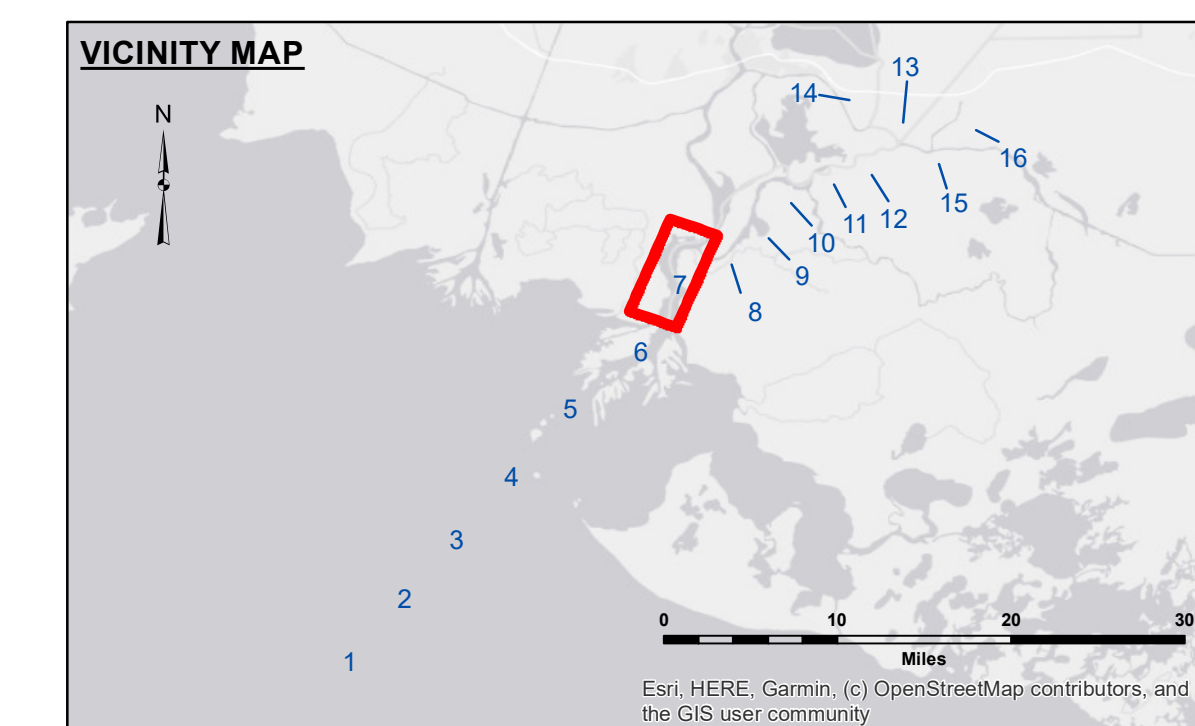 VICINITY MAP
N
13
14
16
15
12
11
10
9
8
7
6
5
4
3
2
1
0 10 20 30
Miles
Esri, HERE, Garmin, (c) OpenStreetMap contributors, and
the GIS user community